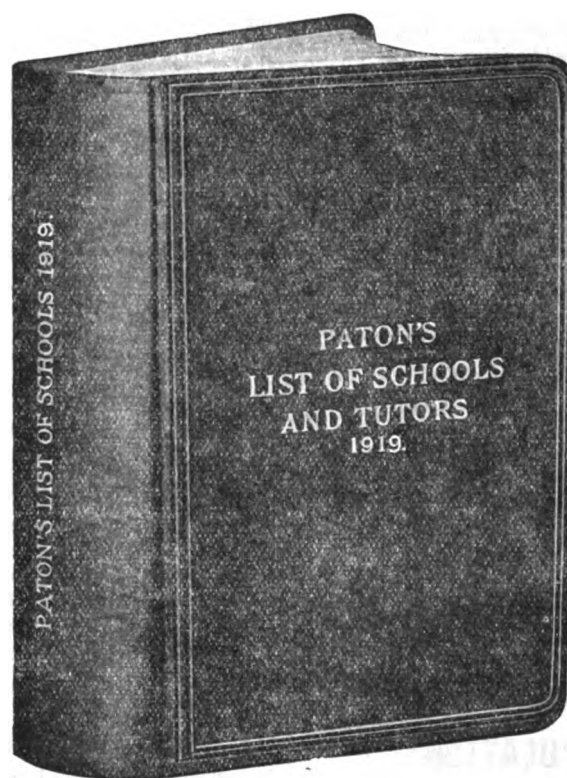 PATON'S LIST OF SCHOOLS 1919.
PATON'S
LIST OF SCHOOLS
AND TUTORS
1919.